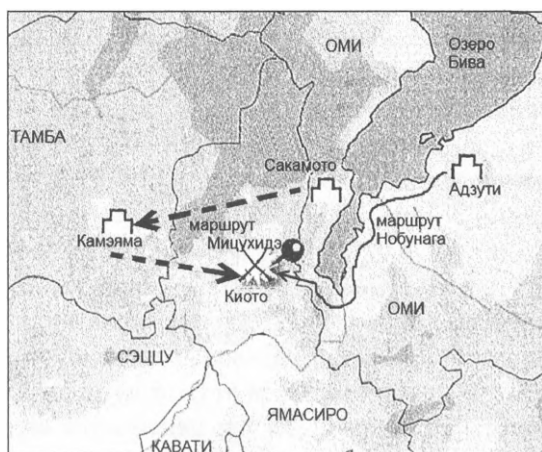 ОМИ
Озеро
Бива
ТАМБА
Сакамото
Адзути
Камэяма
маршрут
Мицухидэ
маршрут
Нобунага
Киото
ОМИ
СЭЦЦУ
ЯМАСИРО
КАВАТИ